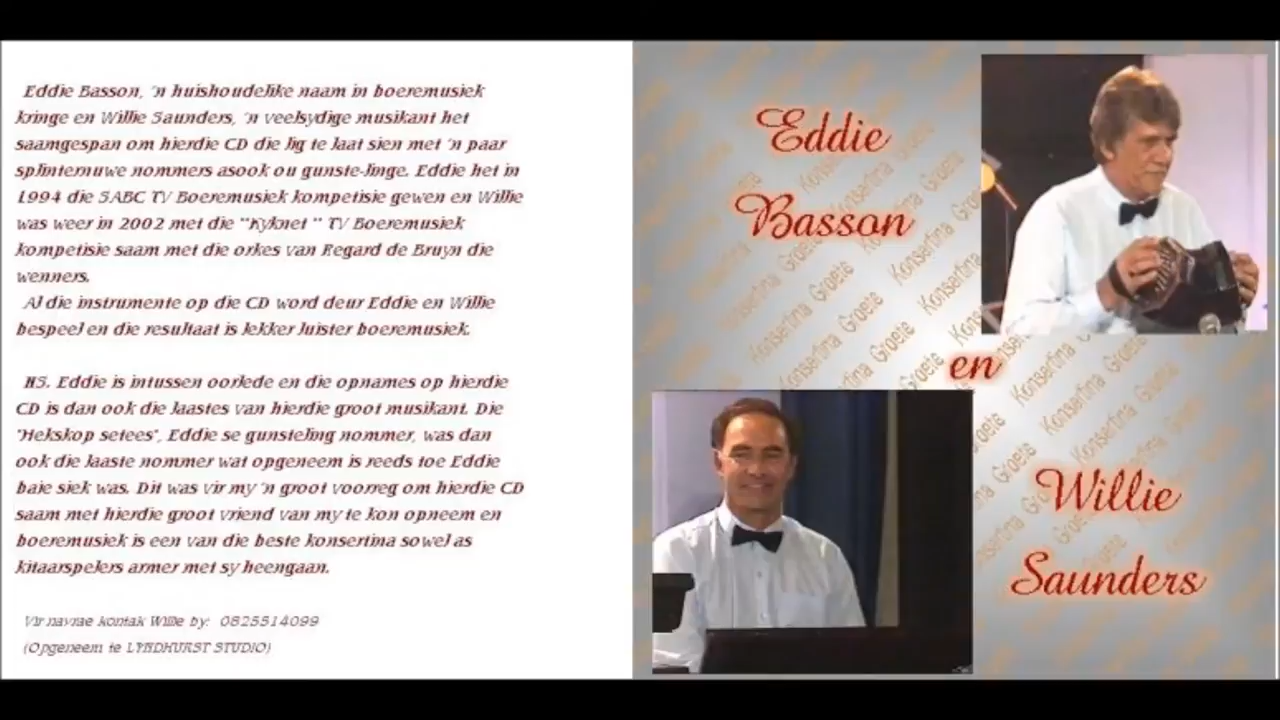 Eddie Basson, 'n huishoudelike naam in boeremusiek
kringe en Willie Saunders, 'n veelsydige musikant het
saamgespan om hierdie CD die lig te laat sien met 'n paar
splinternuwe nommers asook ou gunste-linge. Eddie het in
1994 die SABC TV Boeremusiek kompetisie gewen en Willie
was weer in 2002 met die "Kyknet " TV Boeremusiek
kompetisie saam met die orkes van Regard de Bruyn die
wenners.
Al die instrumente op die CD word deur Eddie en Willie
bespeel en die resultaat is lekker luister boeremusiek.
NS. Eddie is intussen oorlede en die opnames op hierdie
CD is dan ook die laastes van hierdie groot musikant. Die
"Hekskop setees", Eddie se gunsteling nommer, was dan
ook die laaste nommer wat opgeneem is reeds toe Eddie
baie siek was. Dit was vir my 'n groot voorreg om hierdie CD
saam met hierdie groot vriend van my te kon opneem en
boeremusiek is een van die beste konsertina sowel as
kitaarspelers armer met sy heengaan.
Vir navrae kontak Willie by: 0825514099
(Opgeneem te LYNDHURST STUDIO)
Eddie
Basson
en
Willie
Saunders
Konsertina Groete